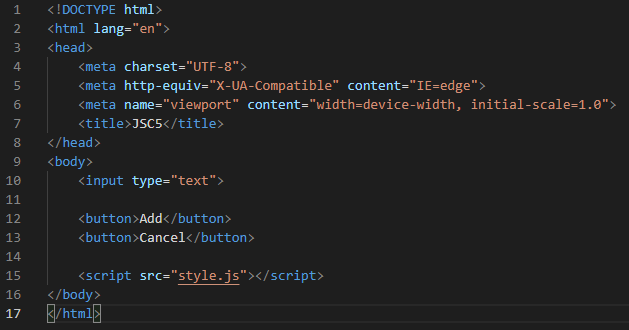 1 <!DOCTYPE html>
2 <html lang="en">
3 <head>
4     <meta charset="UTF-8">
5     <meta http-equiv="X-UA-Compatible" content="IE=edge">
6     <meta name="viewport" content="width=device-width, initial-scale=1.0">
7     <title>JSC5</title>
8 </head>
9 <body>
10     <input type="text">
11
12     <button>Add</button>
13     <button>Cancel</button>
14
15     <script src="style.js"></script>
16 </body>
17 </html>